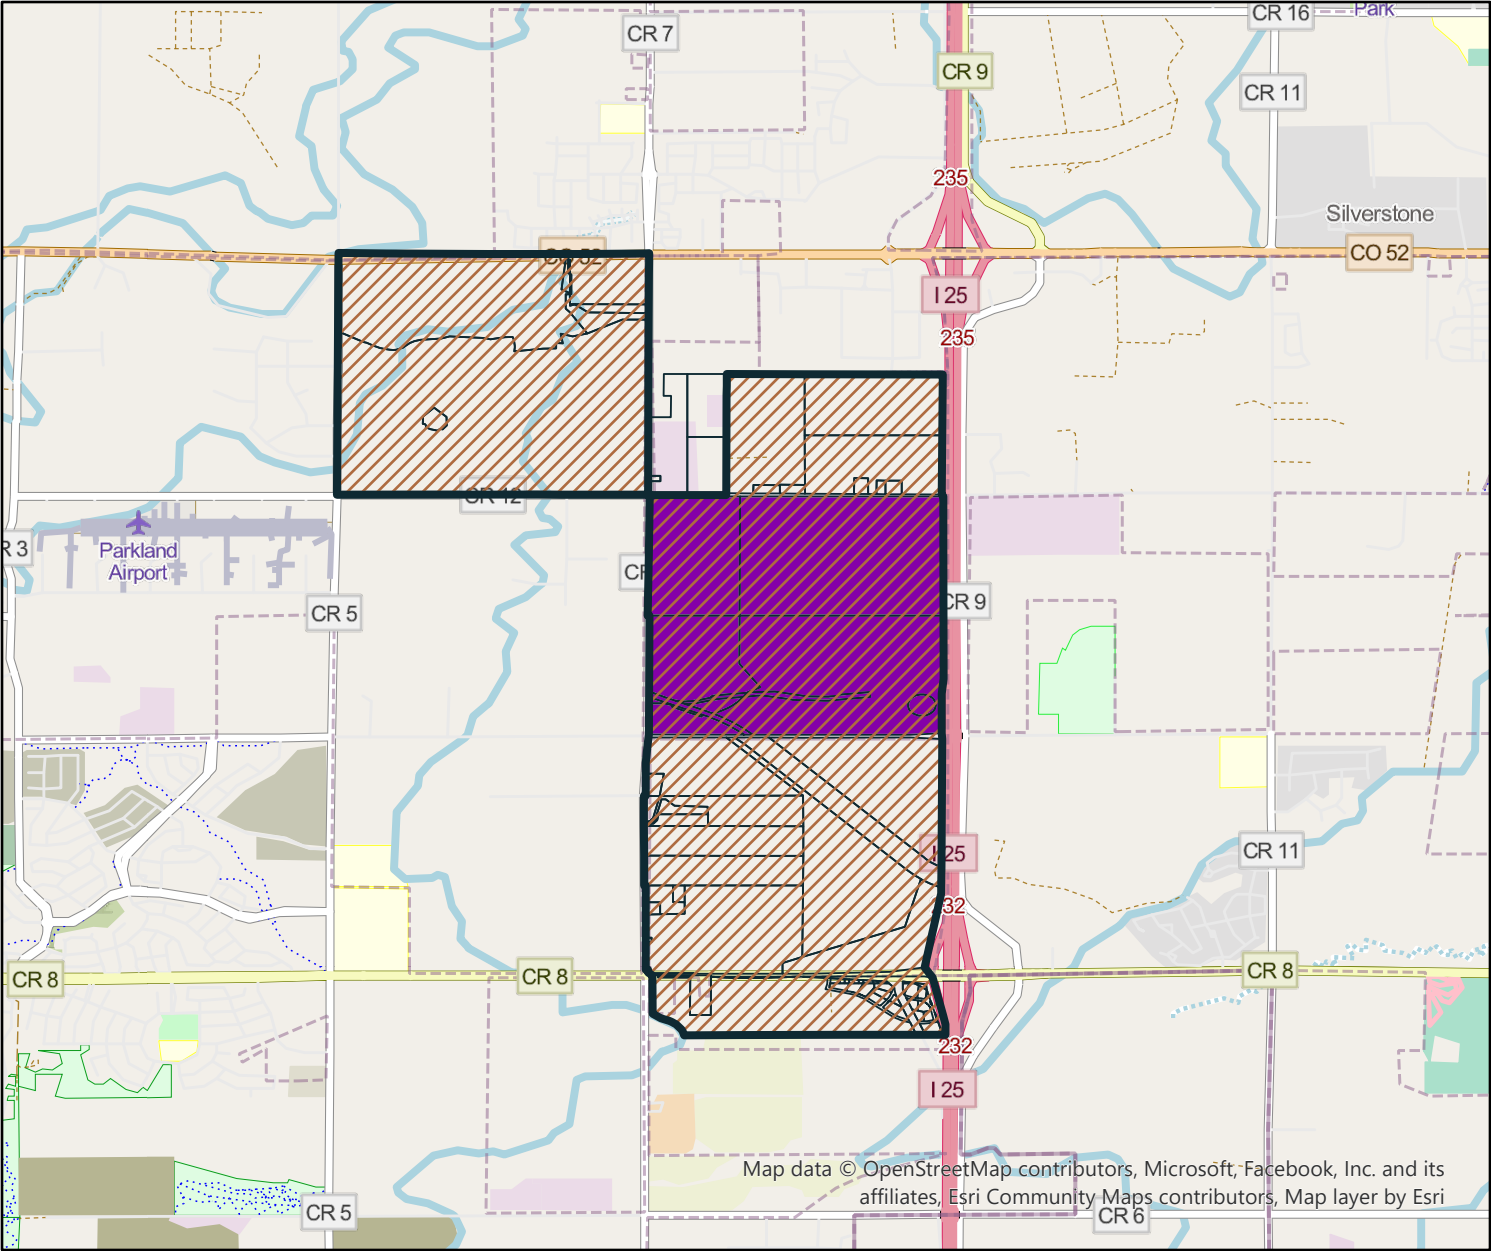 CR 16
Park
CR 7
CR 9
CR 11
235
Silverstone
CO 52
CO 52
I 25
235
CR 12
R 3
Parkland
Airport
CR
CR 9
CR 5
I 25
CR 11
232
CR 8
CR 8
CR 8
232
I 25
Map data © OpenStreetMap contributors, Microsoft, Facebook, Inc. and its
affiliates, Esri Community Maps contributors, Map layer by Esri
CR 5
CR 6